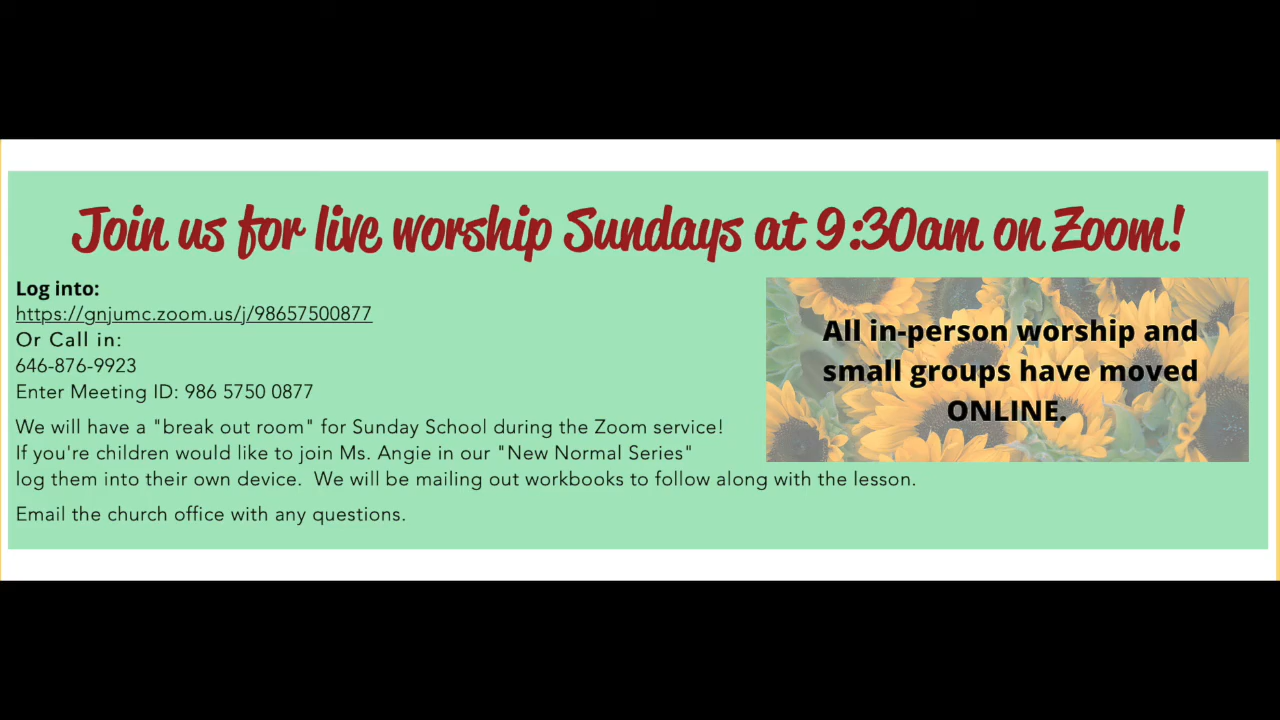 Join us for live worship Sundays at 9:30am on Zoom!
Log into:
https://gnjumc.zoom.us/j/98657500877
Or Call in:
646-876-9923
Enter Meeting ID: 986 5750 0877
We will have a "break out room" for Sunday School during the Zoom service!
If you're children would like to join Ms. Angie in our "New Normal Series"
log them into their own device.  We will be mailing out workbooks to follow along with the lesson.
Email the church office with any questions.
All in-person worship and
small groups have moved
ONLINE.